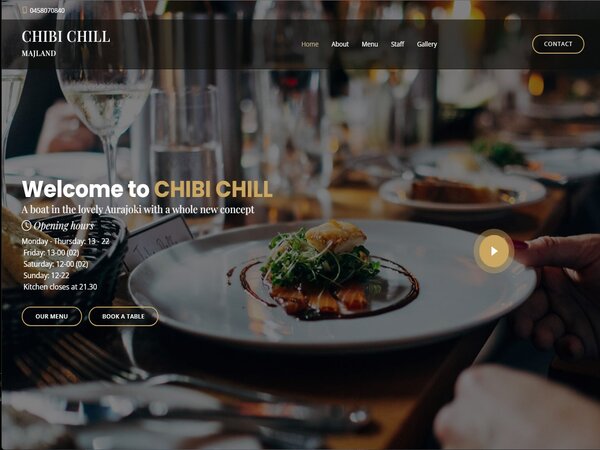 0458070840
CHIBI CHILL
MAJLAND
Home About Menu Staff Gallery
CONTACT
Welcome to CHIBI CHILL
A boat in the lovely Aurajoki with a whole new concept
Opening hours
Monday - Thursday: 13 - 22
Friday: 13-00 (02)
Saturday: 12-00 (02)
Sunday: 12-22
Kitchen closes at 21.30
OUR MENU BOOK A TABLE